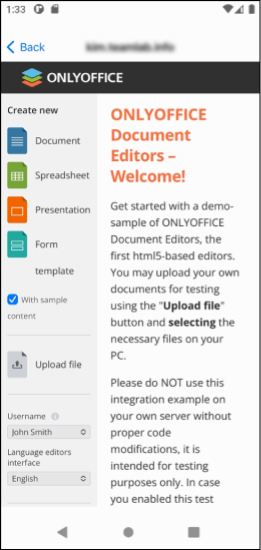 1:33
Back
ONLYOFFICE
Create new
Document
Spreadsheet
Presentation
Form
template
With sample
content
Upload file
Username
John Smith
Language editors
interface
English
ONLYOFFICE
Document
Editors –
Welcome!
Get started with a demo-
sample of ONLYOFFICE
Document Editors, the
first html5-based editors.
You may upload your own
documents for testing
using the "Upload file"
button and selecting the
necessary files on your
PC.
Please do NOT use this
integration example on
your own server without
proper code
modifications, it is
intended for testing
purposes only. In case
you enabled this test